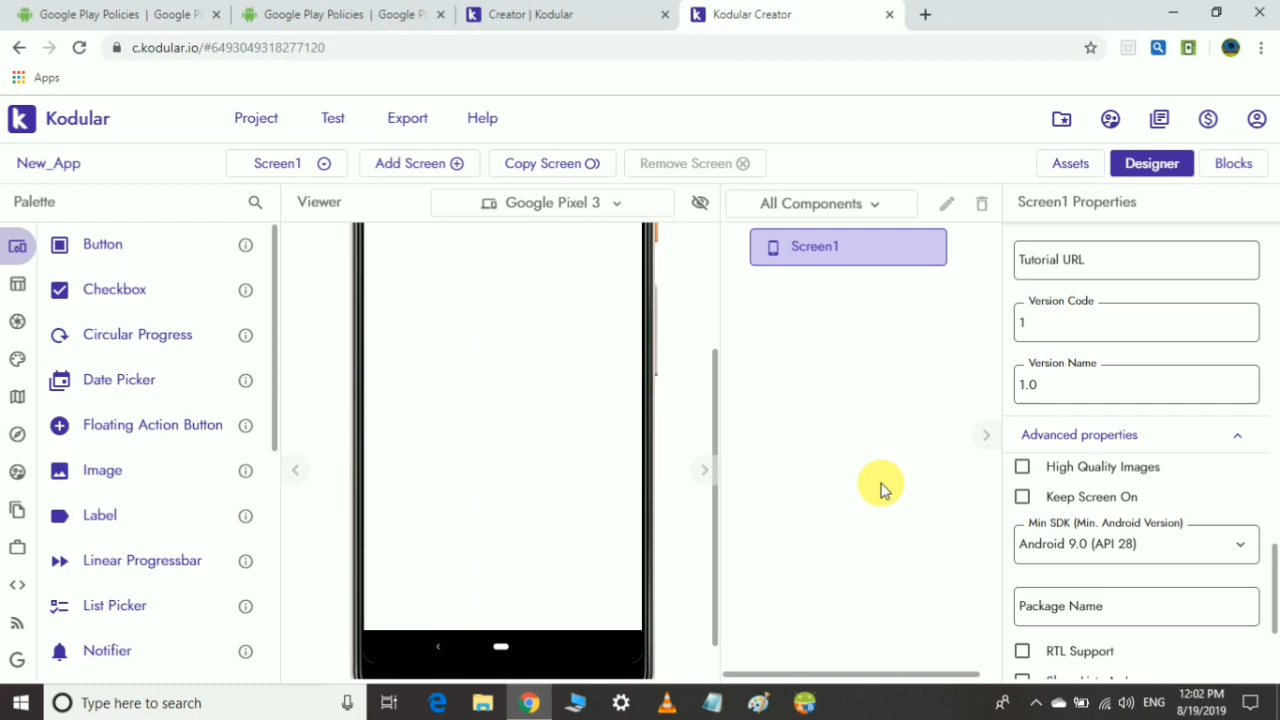 Google Play Policies | Google P
Google Play Policies | Google P
Creator | Kodular
Kodular Creator
c.kodular.io/#6493049318277120
Apps
Kodular
Project
Test
Export
Help
New_App
Screen1
Add Screen
Copy Screen
Remove Screen
Assets
Designer
Blocks
Palette
Viewer
Google Pixel 3
All Components
Screen1 Properties
Button
Checkbox
Circular Progress
Date Picker
Floating Action Button
Image
Label
Linear Progressbar
List Picker
Notifier
Screen1
Tutorial URL
Version Code
1
Version Name
1.0
Advanced properties
High Quality Images
Keep Screen On
Min SDK (Min. Android Version)
Android 9.0 (API 28)
Package Name
RTL Support
Type here to search
ENG
12:02 PM
8/19/2019